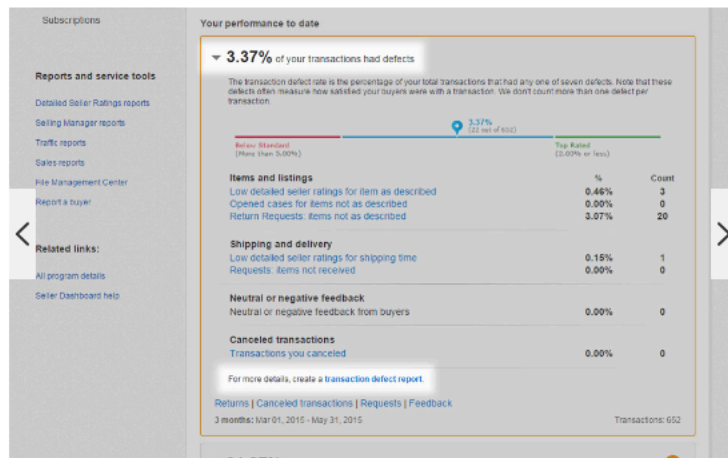 Subscriptions
Your performance to date
3.37% of your transactions had defects
The transaction defect rate is the percentage of your total transactions that had any one of seven defects. Note that these
defects often measure how satisfied your buyers were with a transaction. We don't count more than one defect per
transaction.
3.37%
(22 out of 652)
Below Standard
(More than 5.00%)
Top Rated
(2.00% or less)
Items and listings % Count
Low detailed seller ratings for item as described 0.46% 3
Opened cases for items not as described 0.00% 0
Return Requests: items not as described 3.07% 20
Shipping and delivery
Low detailed seller ratings for shipping time 0.15% 1
Requests: items not received 0.00% 0
Neutral or negative feedback
Neutral or negative feedback from buyers 0.00% 0
Canceled transactions
Transactions you canceled 0.00% 0
For more details, create a transaction defect report.
Returns | Canceled transactions | Requests | Feedback
3 months: Mar 01, 2015 - May 31, 2015 Transactions: 652
Reports and service tools
Detailed Seller Ratings reports
Selling Manager reports
Traffic reports
Sales reports
File Management Center
Report a buyer
Related links:
All program details
Seller Dashboard help